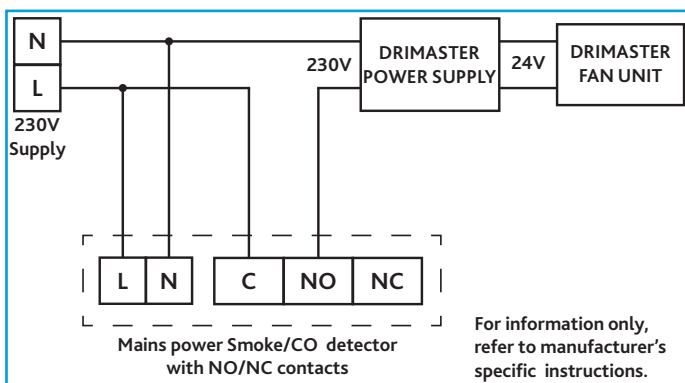 N
L
230V
Supply
230V
DRIMASTER
POWER SUPPLY
24V
DRIMASTER
FAN UNIT
L N C NO NC
Mains power Smoke/CO detector
with NO/NC contacts
For information only,
refer to manufacturer's
specific instructions.